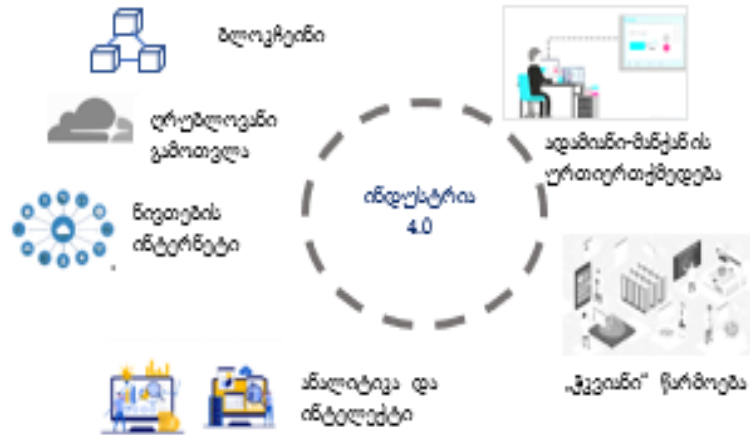 ბლოკჩეინი
ღრუბლოვანი
გამოთვლა
ნივთების
ინტერნეტი
ინდუსტრია
4.0
ადამიანი-მანქანის
ურთიერთქმედება
„ჭკვიანი“ წარმოება
ანალიტიკა და
ინტელექტი